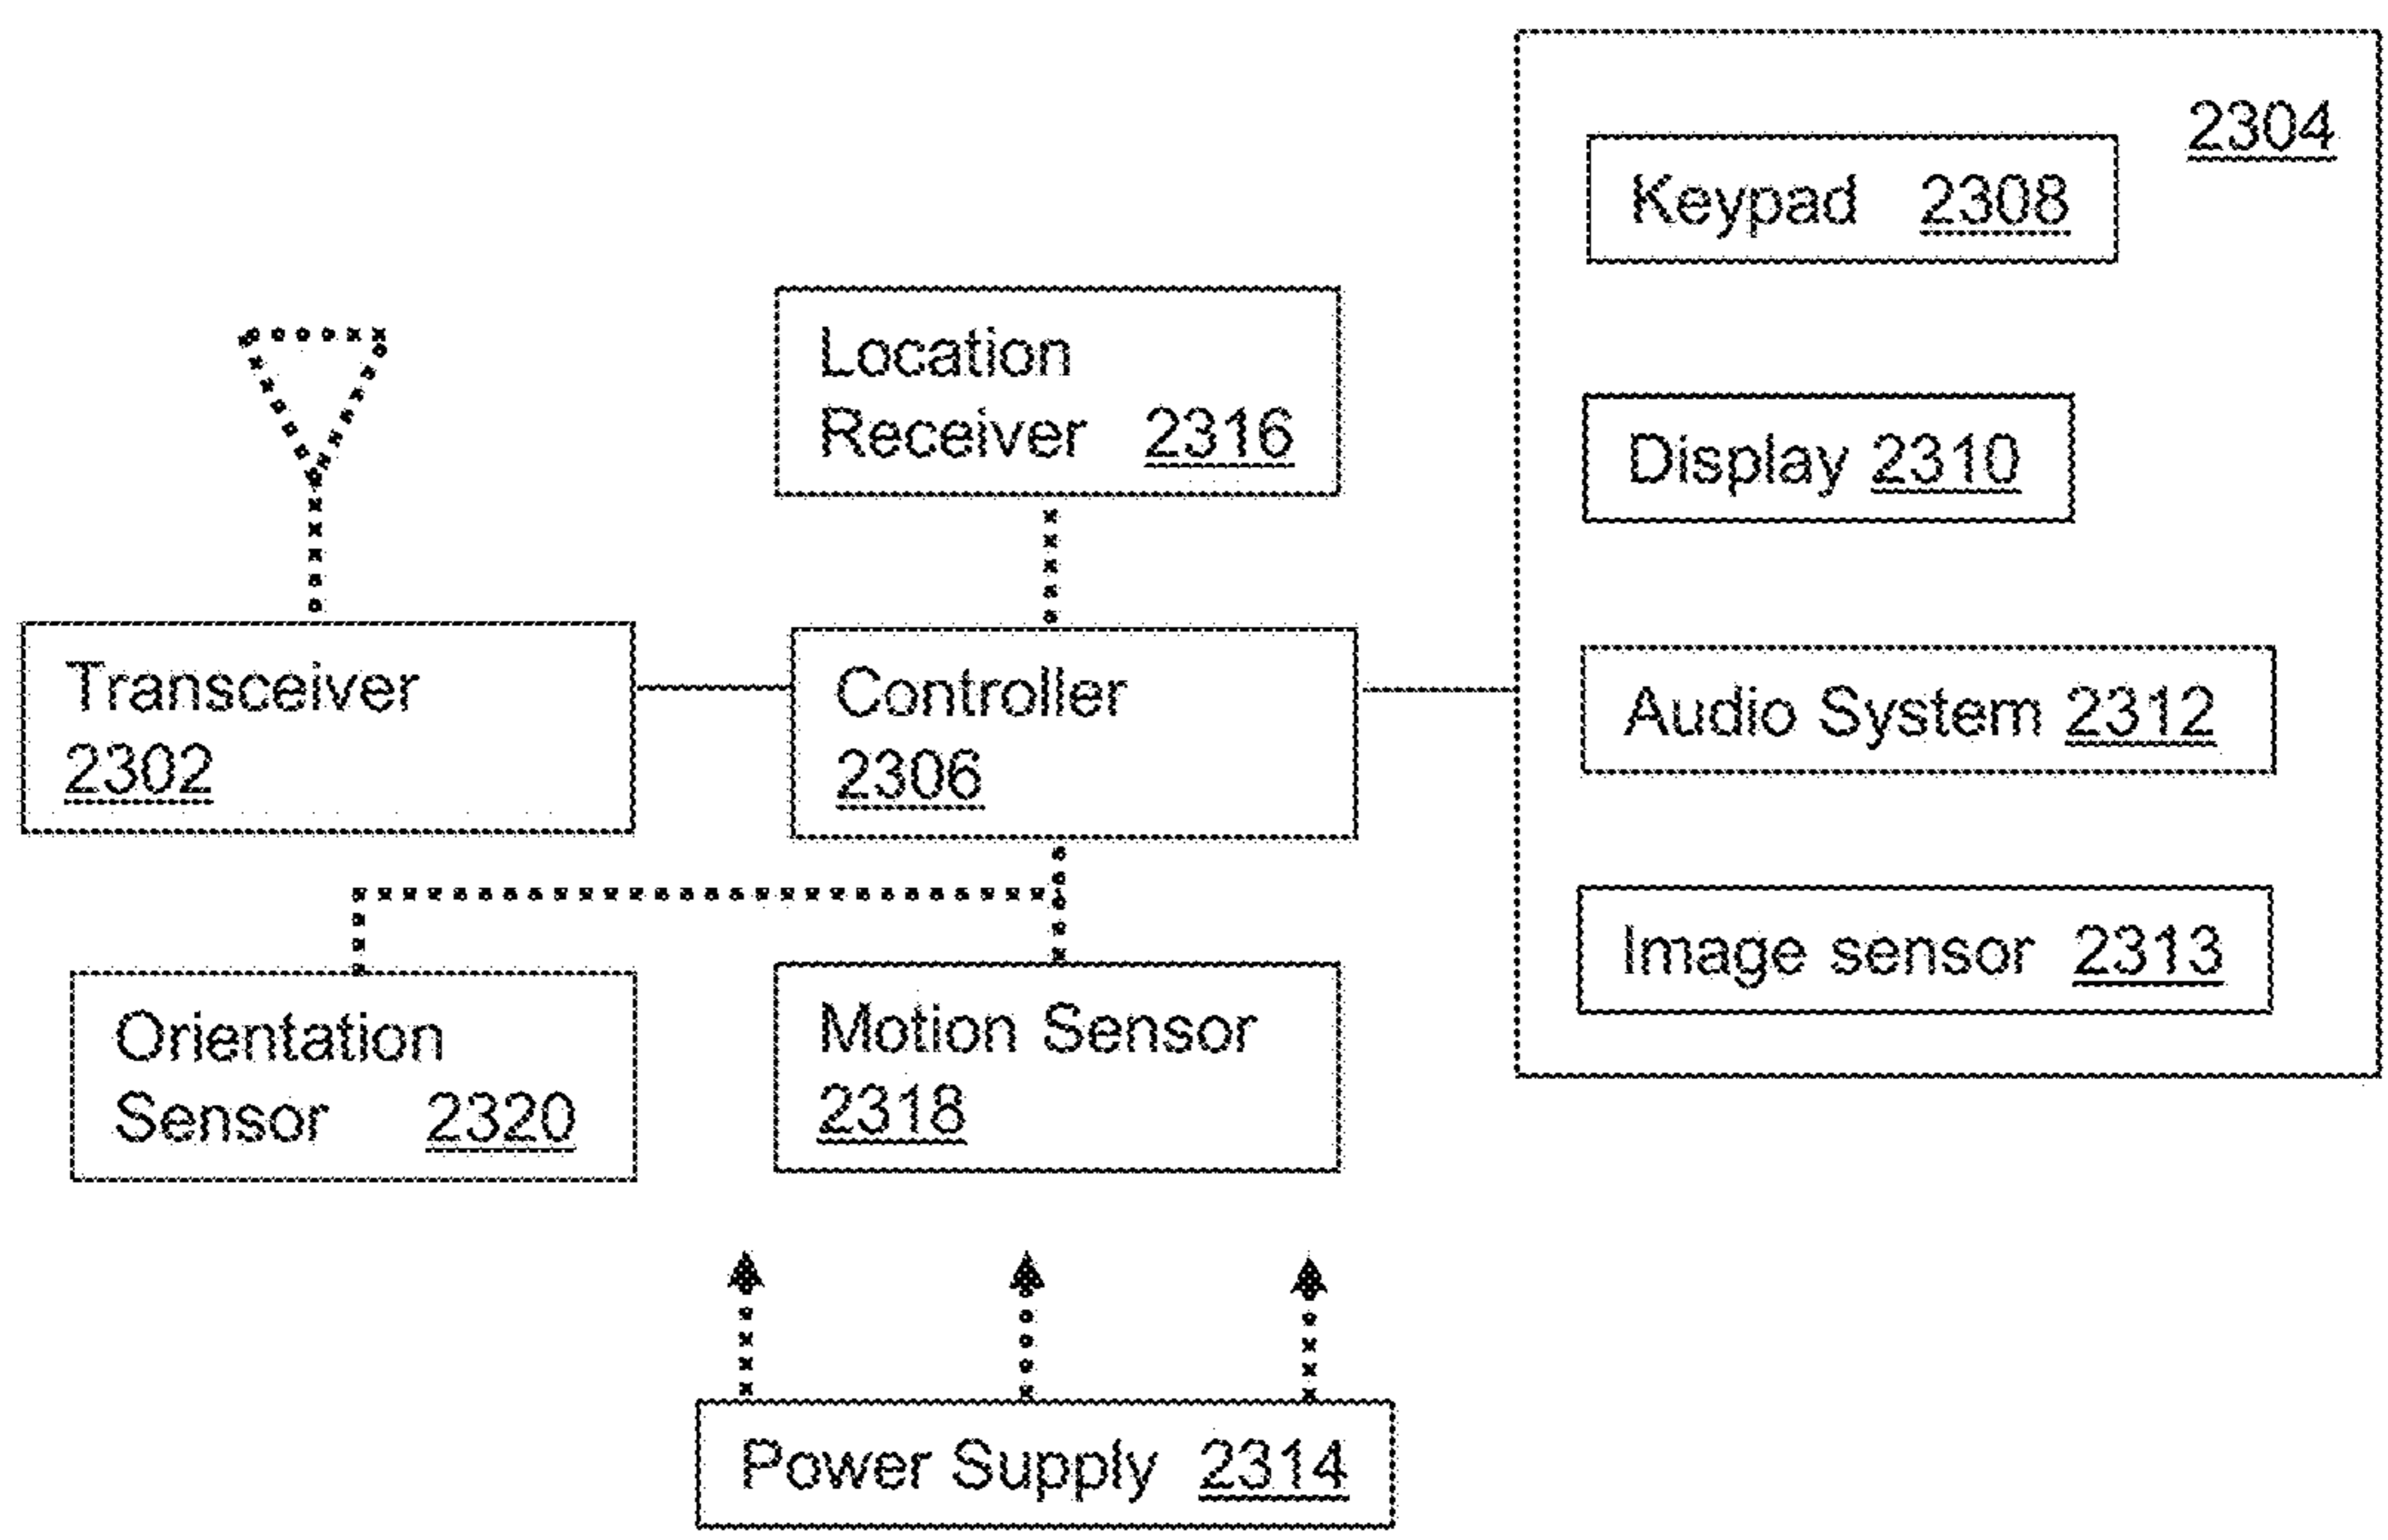 2304
Keypad 2308
Location
Receiver 2316
Display 2310
Transceiver
2302
Controller
2306
Audio System 2312
Image sensor 2313
Orientation
Sensor 2320
Motion Sensor
2318
Power Supply 2314